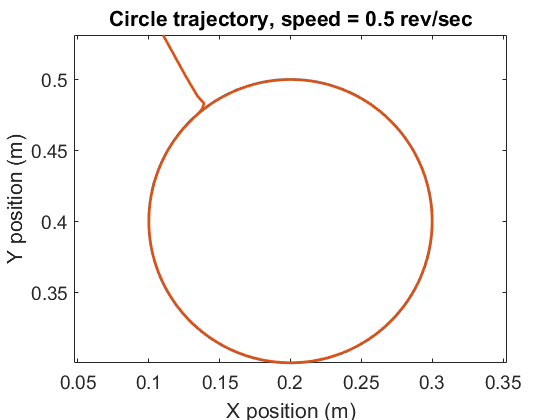 Circle trajectory, speed = 0.5 rev/sec
0.5
0.45
0.4
0.35
Y position (m)
0.05 0.1 0.15 0.2 0.25 0.3 0.35
X position (m)